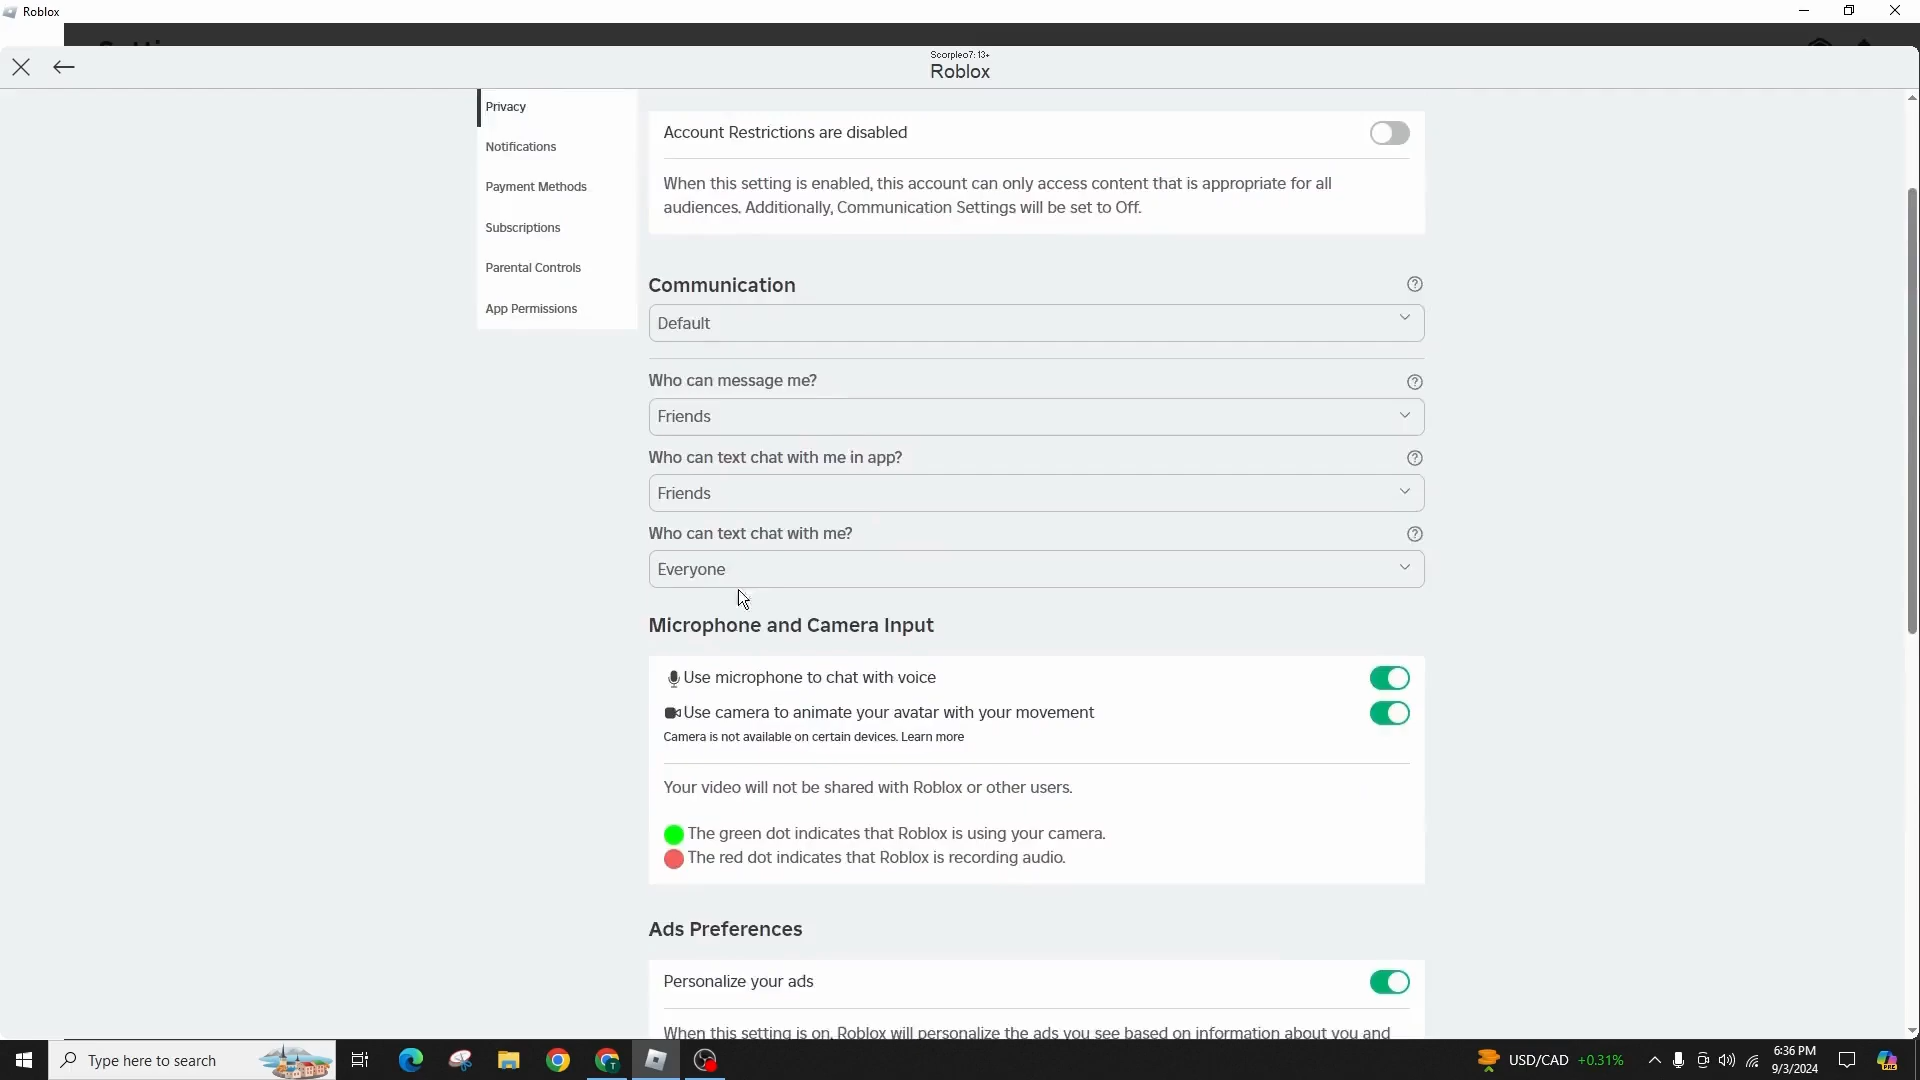 Roblox
Scorpleo7: 13+
Roblox
Privacy
Notifications
Payment Methods
Subscriptions
Parental Controls
App Permissions
Account Restrictions are disabled
When this setting is enabled, this account can only access content that is appropriate for all
audiences. Additionally, Communication Settings will be set to Off.
Communication
Default
Who can message me?
Friends
Who can text chat with me in app?
Friends
Who can text chat with me?
Everyone
Microphone and Camera Input
Use microphone to chat with voice
Use camera to animate your avatar with your movement
Camera is not available on certain devices. Learn more
Your video will not be shared with Roblox or other users.
The green dot indicates that Roblox is using your camera.
The red dot indicates that Roblox is recording audio.
Ads Preferences
Personalize your ads
When this setting is on, Roblox will personalize the ads you see based on information about you and
Type here to search
USD/CAD +0.31%
6:36 PM
9/3/2024